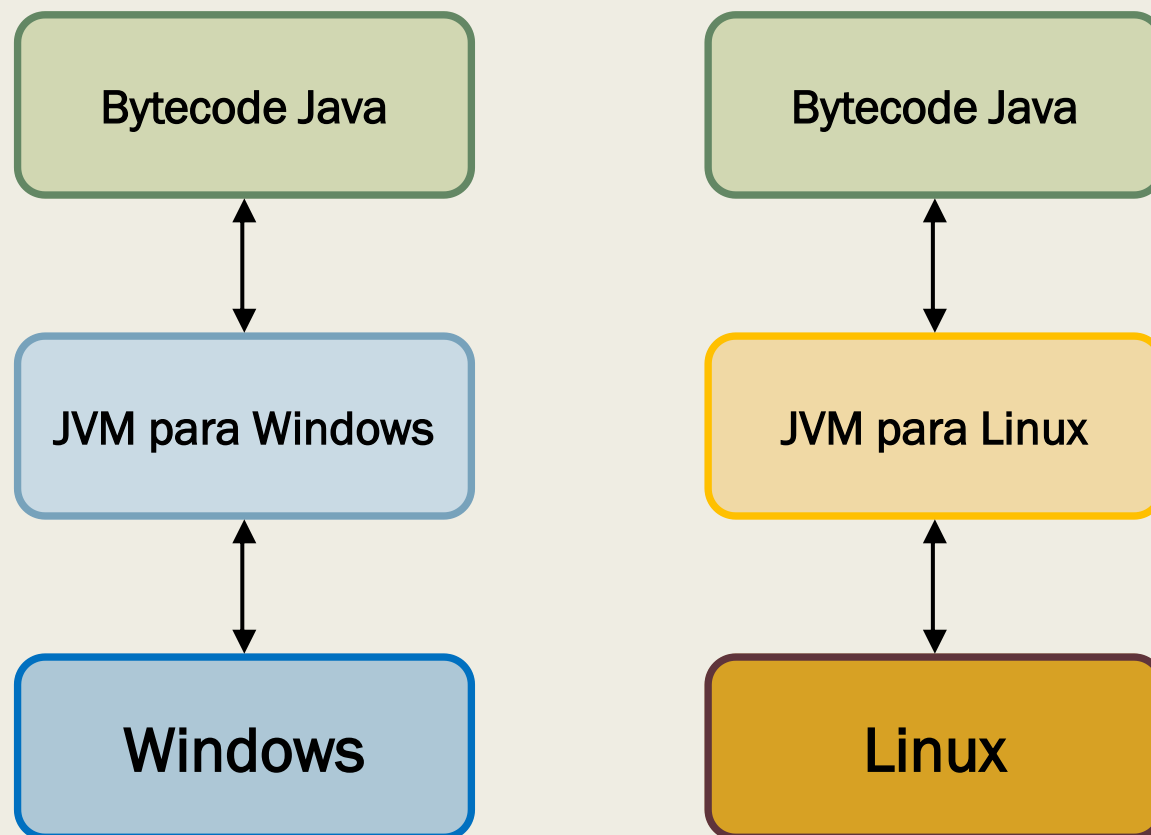 Bytecode Java
Bytecode Java
JVM para Windows
JVM para Linux
Windows
Linux